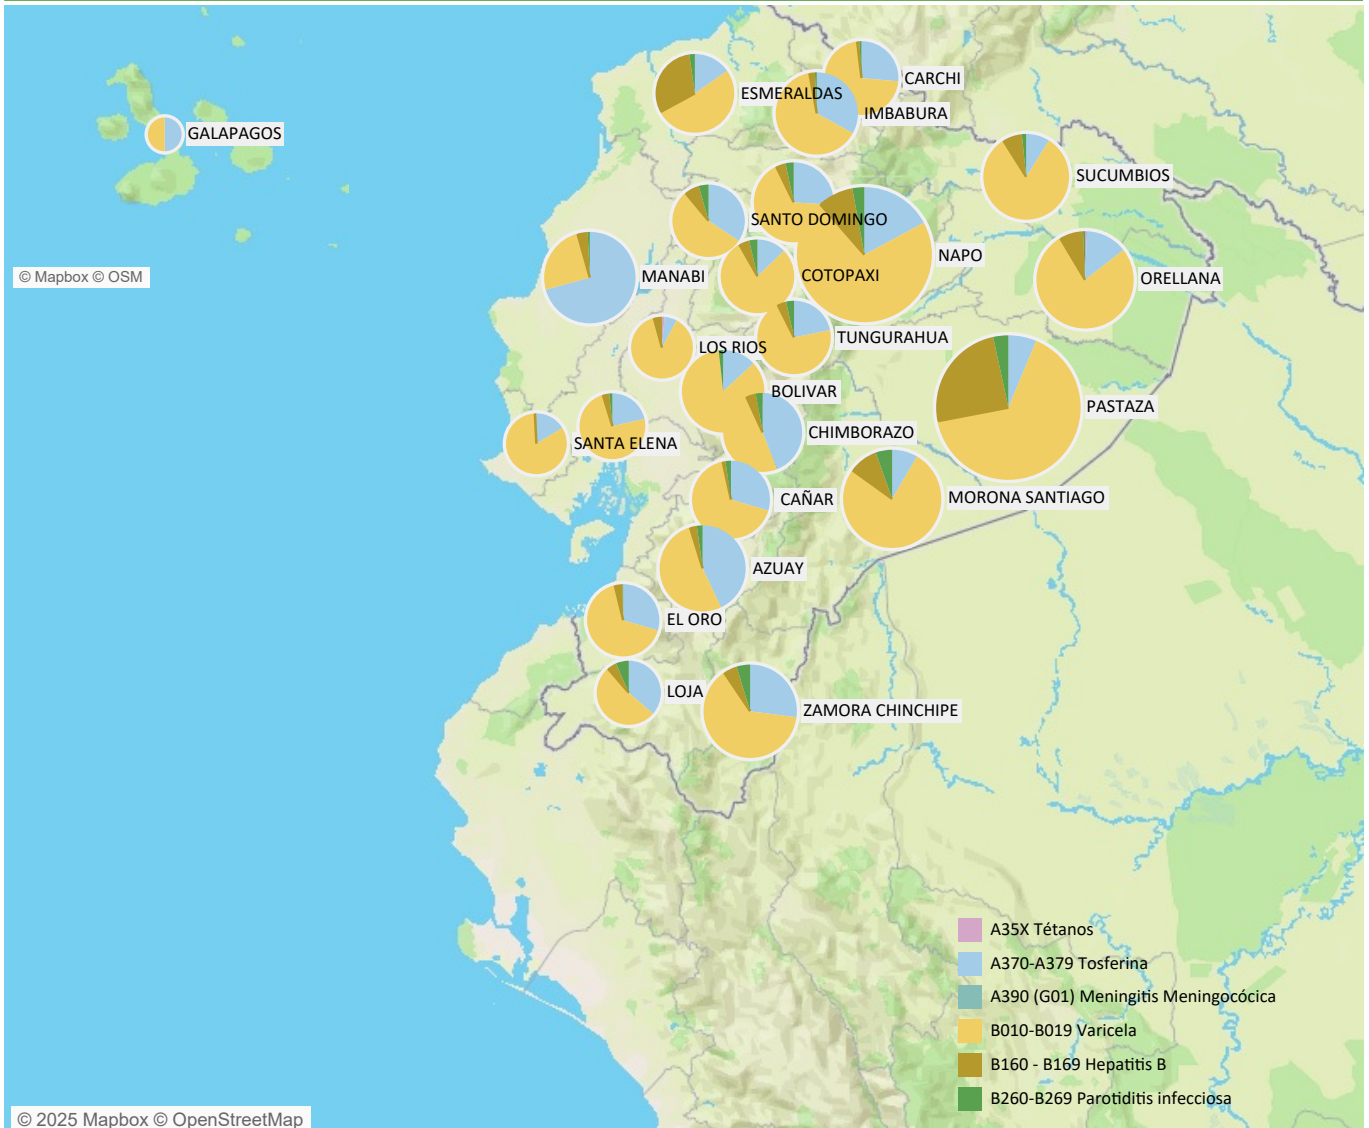 CARCHI
ESMERALDAS
IMBABURA
GALAPAGOS
SUCUMBIOS
SANTO DOMINGO
NAPO
© Mapbox © OSM
MANABI
COTOPAXI
ORELLANA
TUNGURAHUA
LOS RIOS
BOLIVAR
PASTAZA
CHIMBORAZO
SANTA ELENA
CAÑAR
MORONA SANTIAGO
AZUAY
EL ORO
LOJA
ZAMORA CHINCHIPE
A35X Tétanos
A370-A379 Tosferina
A390 (G01) Meningitis Meningocócica
B010-B019 Varicela
B160 - B169 Hepatitis B
B260-B269 Parotiditis infecciosa
© 2025 Mapbox © OpenStreetMap